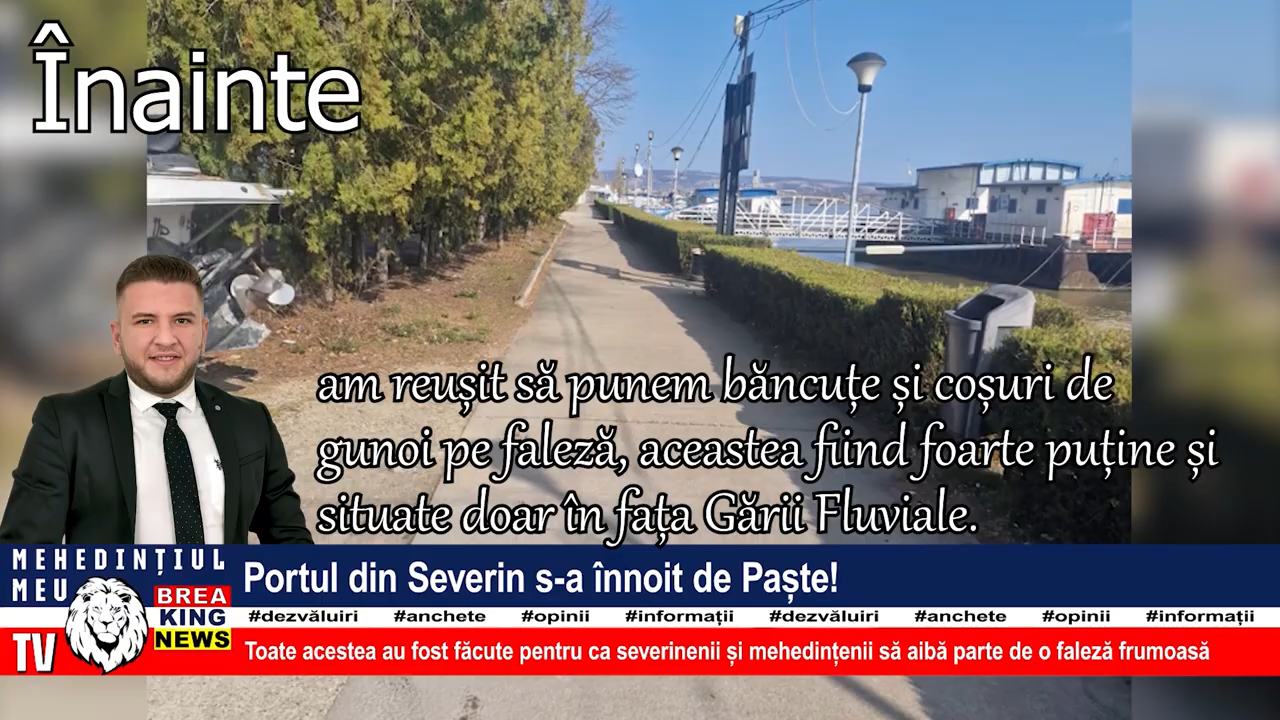 Înainte
am reușit să punem băncuțe și coșuri de
gunoi pe faleză, aceastea fiind foarte puține și
situate doar în fața Gării Fluviale.
MEHEDINȚIUL
MEU
BREA
KING
NEWS
TV
Portul din Severin s-a înnoit de Paște!
#dezvăluiri #anchete #opinii #informații #dezvăluiri #anchete #opinii #informații
Toate acestea au fost făcute pentru ca severinenii și mehedințenii să aibă parte de o faleză frumoasă